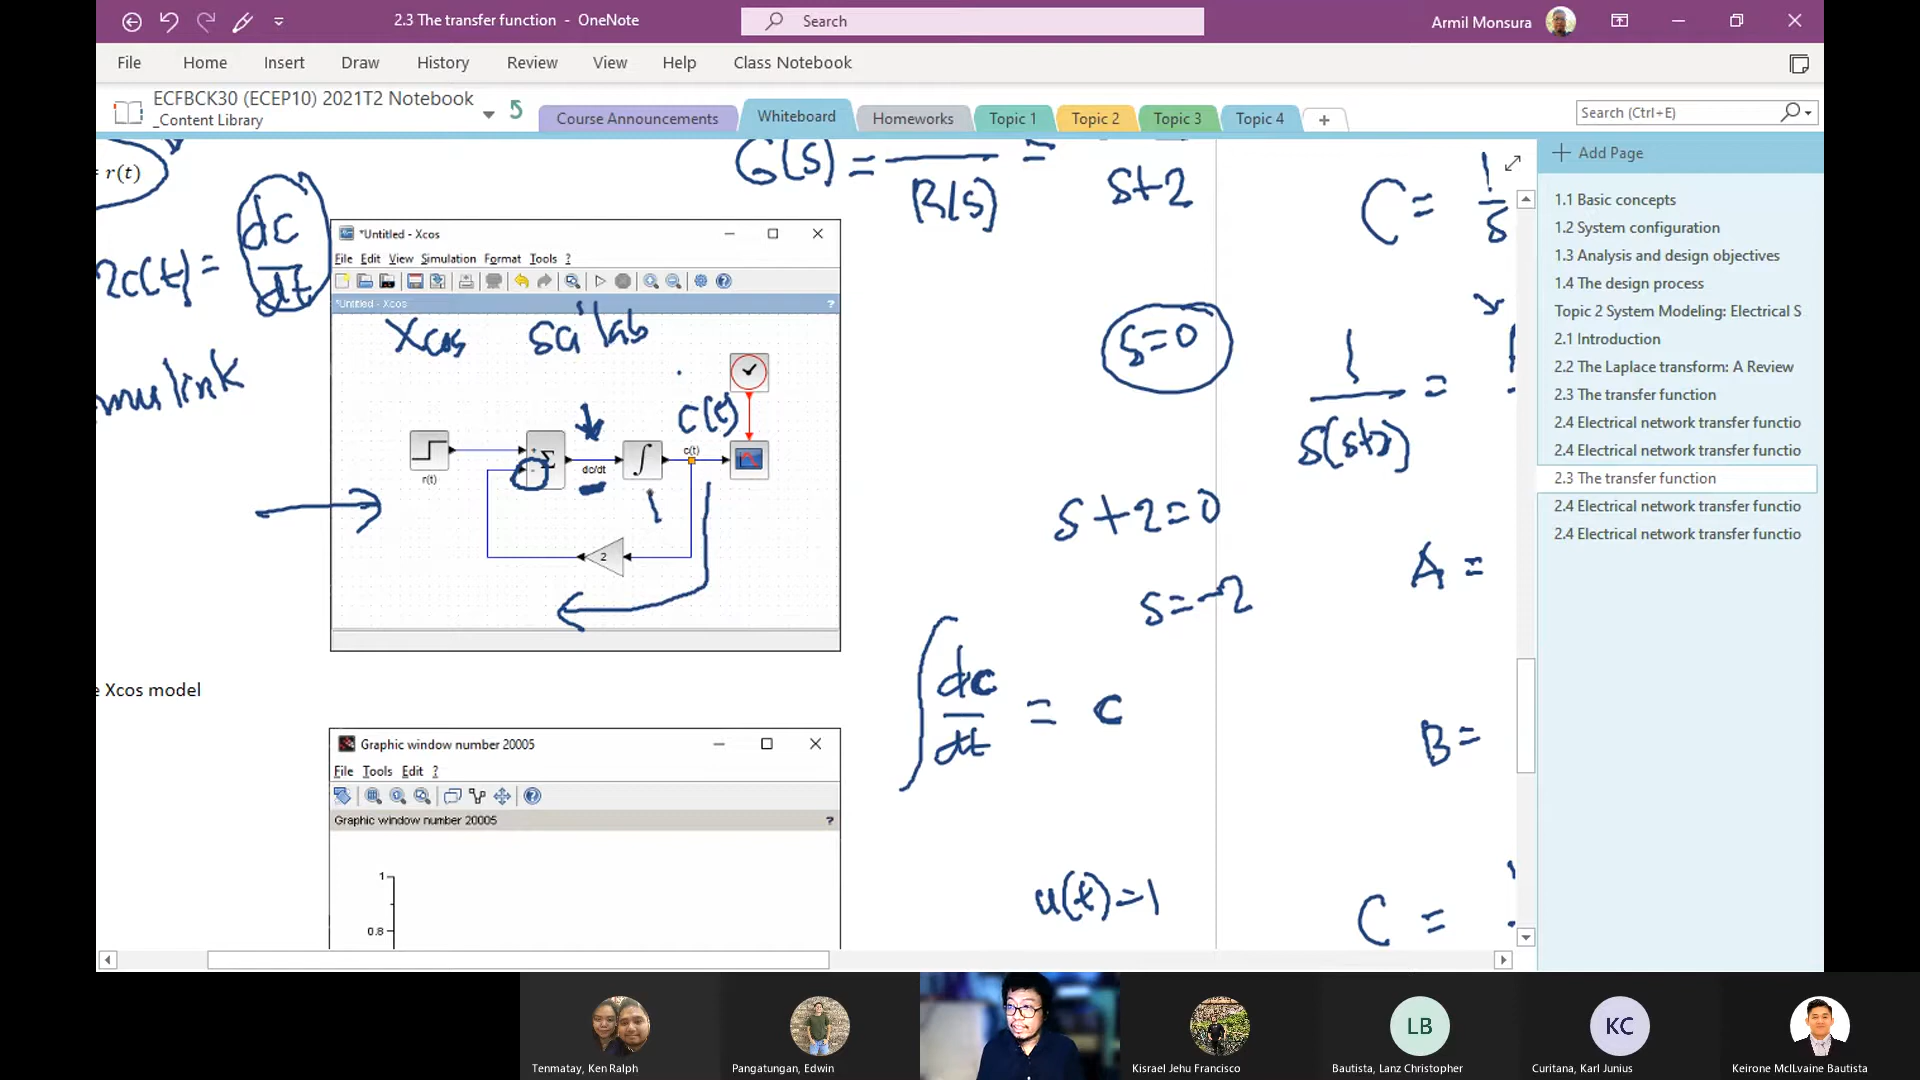 2.3 The transfer function - OneNote
Search
Armil Monsura
File Home Insert Draw History Review View Help Class Notebook
ECFBCK30 (ECEP10) 2021T2 Notebook
_Content Library
Course Announcements
Whiteboard
Homeworks
Topic 1
Topic 2
Topic 3
Topic 4
+
Search (Ctrl+E)
Add Page
1.1 Basic concepts
1.2 System configuration
1.3 Analysis and design objectives
1.4 The design process
Topic 2 System Modeling: Electrical S
2.1 Introduction
2.2 The Laplace transform: A Review
2.3 The transfer function
2.4 Electrical network transfer functio
2.4 Electrical network transfer functio
2.3 The transfer function
2.4 Electrical network transfer functio
2.4 Electrical network transfer functio
= r(t)
2c(t) = dc/dt
mulink
G(s) = /R(s) = /s+2
C = 1/s
*Untitled - Xcos
File Edit View Simulation Format Tools ?
*Untitled - Xcos ?
Xcos Scilab
c(t)
r(t)
+
-
Σ
dc/dt
∫
c(t)
2
s=0
1/s(s+2) =
s+2=0
s=-2
A =
∫ dc/dt = c
B =
u(t)=1
C =
e Xcos model
Graphic window number 20005
File Tools Edit ?
Graphic window number 20005 ?
1
0.8
Tenmatay, Ken Ralph
Pangatungan, Edwin
Kisrael Jehu Francisco
LB
Bautista, Lanz Christopher
KC
Curitana, Karl Junius
Keirone McIlvaine Bautista